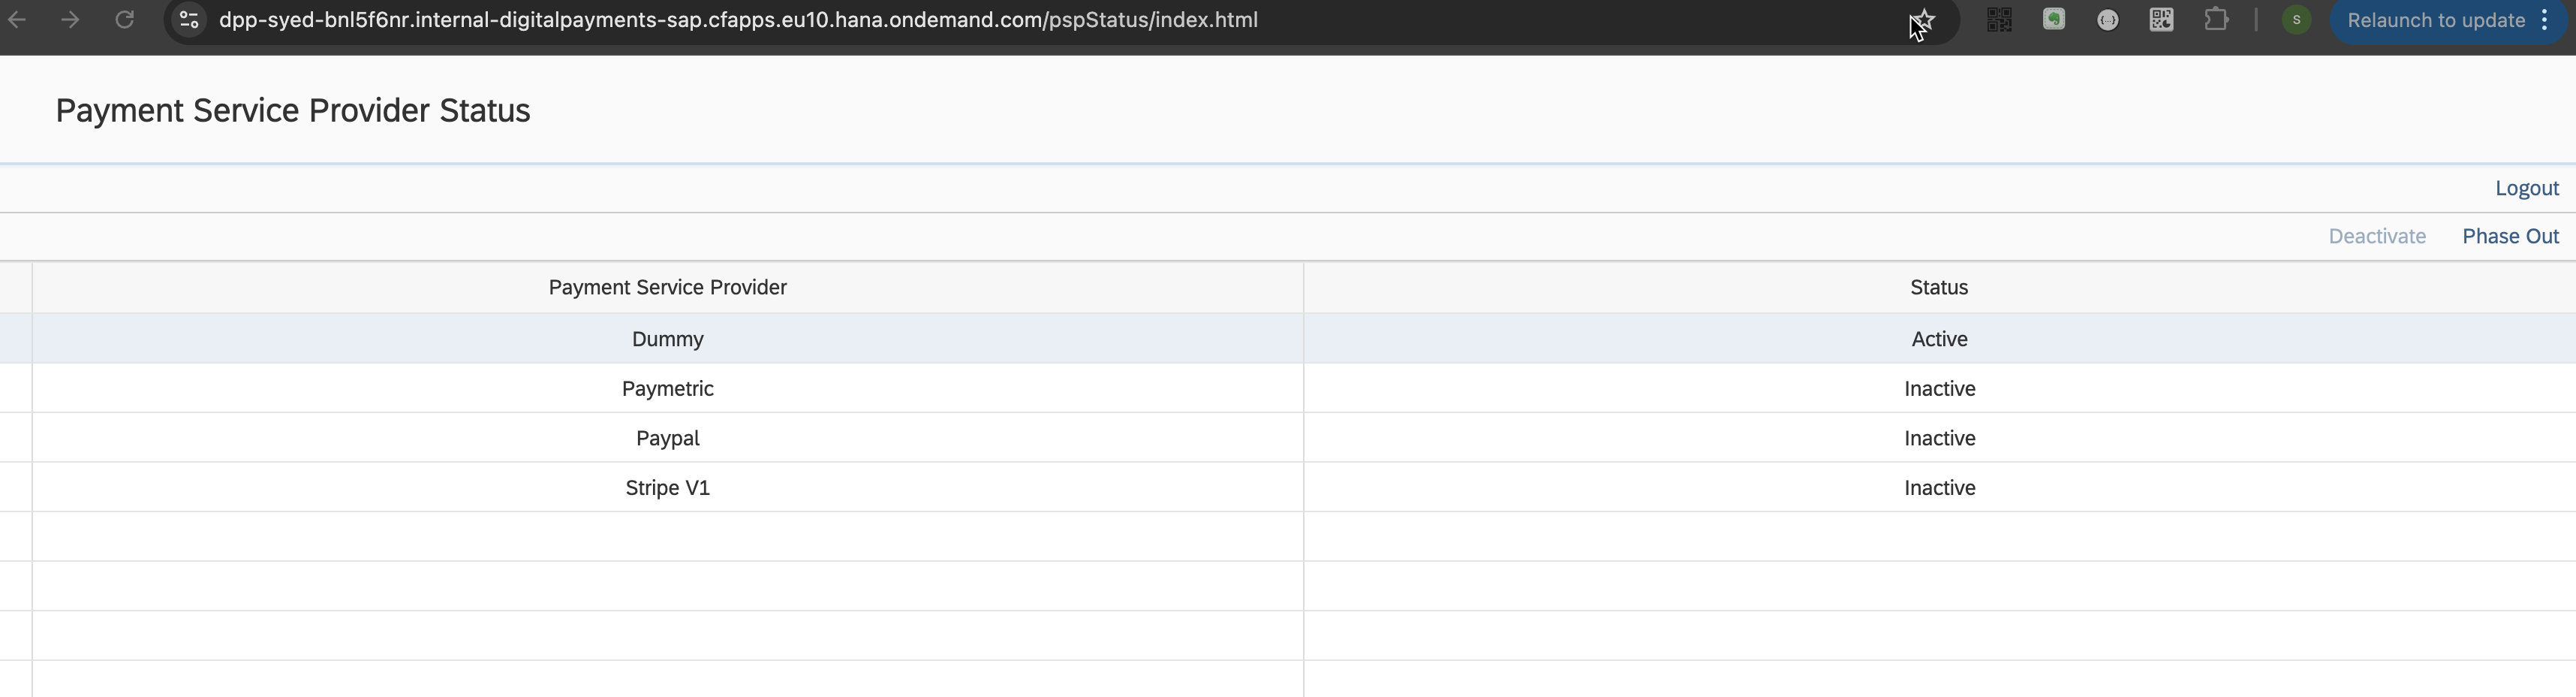 dpp-syed-bnl5f6nr.internal-digitalpayments-sap.cfapps.eu10.hana.ondemand.com/pspStatus/index.html S Relaunch to update
Payment Service Provider Status
Logout
Deactivate Phase Out
Payment Service Provider Status
Dummy Active
Paymetric Inactive
Paypal Inactive
Stripe V1 Inactive